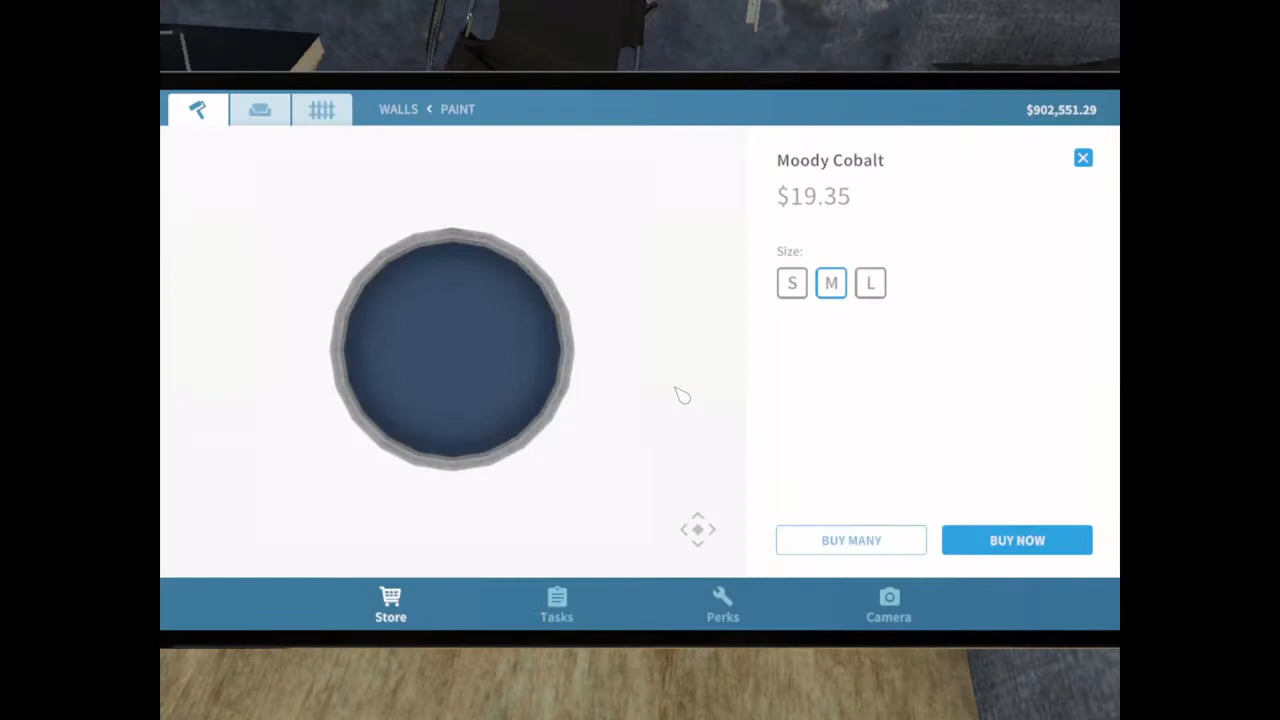 WALLS < PAINT
$902,551.29
Moody Cobalt
$19.35
Size:
S M L
BUY MANY
BUY NOW
Store
Tasks
Perks
Camera